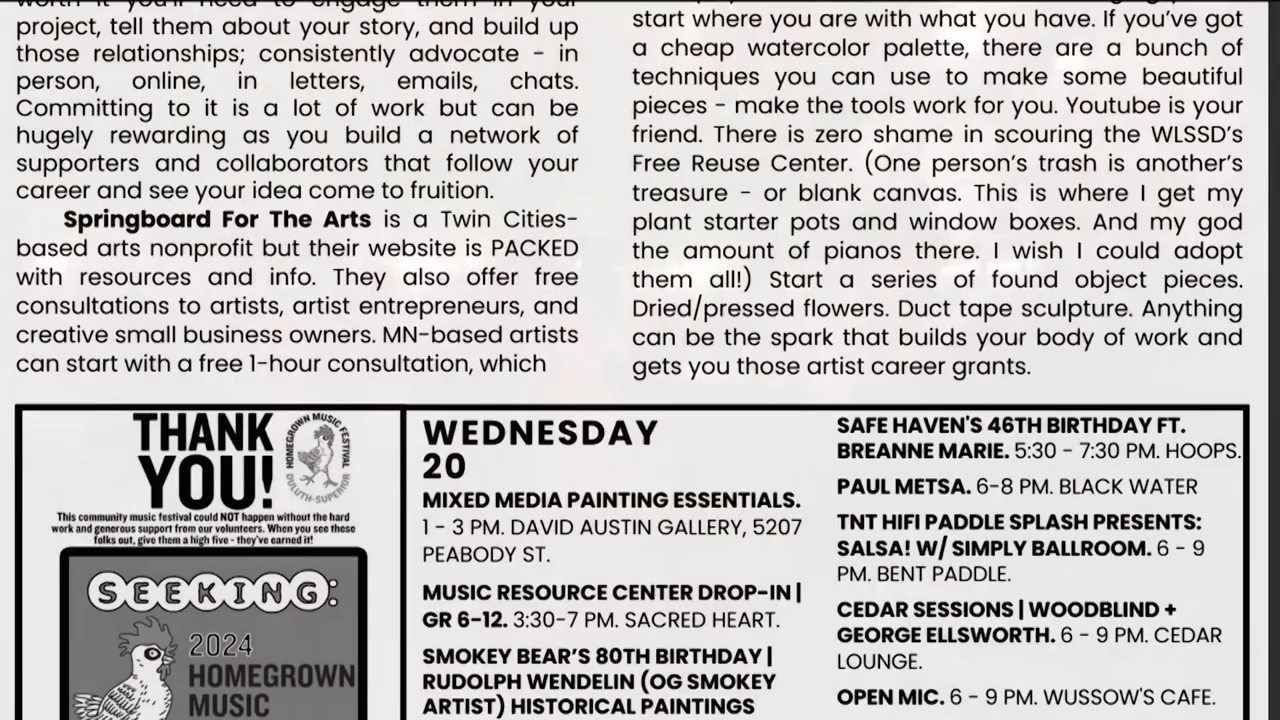 worth it you'll need to engage them in your
project, tell them about your story, and build up
those relationships; consistently advocate - in
person, online, in letters, emails, chats.
Committing to it is a lot of work but can be
hugely rewarding as you build a network of
supporters and collaborators that follow your
career and see your idea come to fruition.
Springboard For The Arts is a Twin Cities-
based arts nonprofit but their website is PACKED
with resources and info. They also offer free
consultations to artists, artist entrepreneurs, and
creative small business owners. MN-based artists
can start with a free 1-hour consultation, which
start where you are with what you have. If you've got
a cheap watercolor palette, there are a bunch of
techniques you can use to make some beautiful
pieces - make the tools work for you. Youtube is your
friend. There is zero shame in scouring the WLSSD's
Free Reuse Center. (One person's trash is another's
treasure - or blank canvas. This is where I get my
plant starter pots and window boxes. And my god
the amount of pianos there. I wish I could adopt
them all!) Start a series of found object pieces.
Dried/pressed flowers. Duct tape sculpture. Anything
can be the spark that builds your body of work and
gets you those artist career grants.
THANK
YOU!
HOMEGROWN MUSIC FESTIVAL
DULUTH-SUPERIOR
This community music festival could NOT happen without the hard
work and generous support from our volunteers. When you see these
folks out, give them a high five - they've earned it!
SEEKING:
2024
HOMEGROWN
MUSIC
WEDNESDAY
20
MIXED MEDIA PAINTING ESSENTIALS.
1 - 3 PM. DAVID AUSTIN GALLERY, 5207
PEABODY ST.
MUSIC RESOURCE CENTER DROP-IN |
GR 6-12. 3:30-7 PM. SACRED HEART.
SMOKEY BEAR'S 80TH BIRTHDAY |
RUDOLPH WENDELIN (OG SMOKEY
ARTIST) HISTORICAL PAINTINGS
SAFE HAVEN'S 46TH BIRTHDAY FT.
BREANNE MARIE. 5:30 - 7:30 PM. HOOPS.
PAUL METSA. 6-8 PM. BLACK WATER
TNT HIFI PADDLE SPLASH PRESENTS:
SALSA! W/ SIMPLY BALLROOM. 6 - 9
PM. BENT PADDLE.
CEDAR SESSIONS | WOODBLIND +
GEORGE ELLSWORTH. 6 - 9 PM. CEDAR
LOUNGE.
OPEN MIC. 6 - 9 PM. WUSSOW'S CAFE.